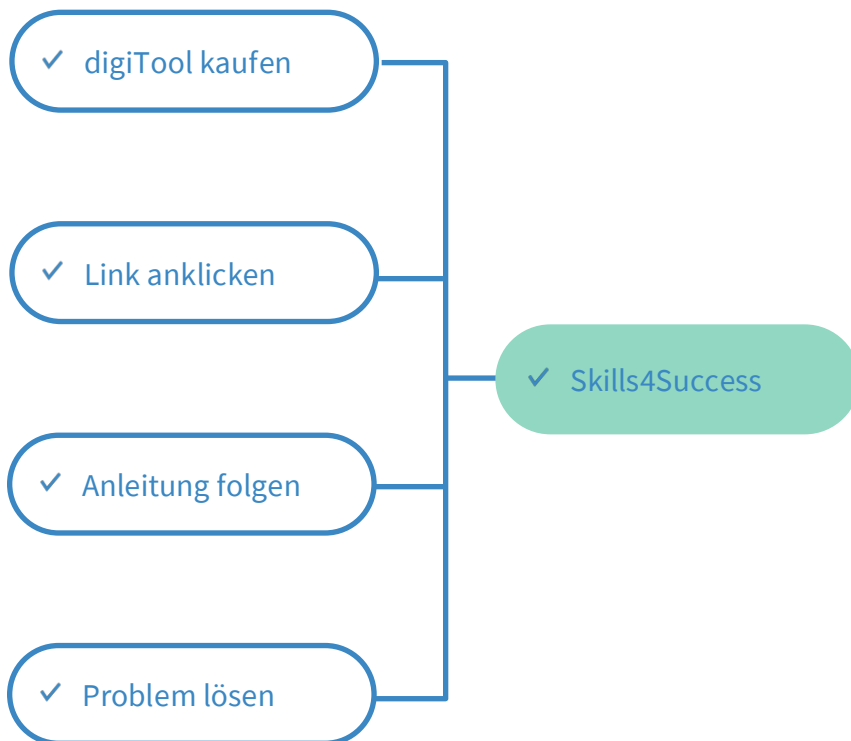 digiTool kaufen
Link anklicken
Skills4Success
Anleitung folgen
Problem lösen